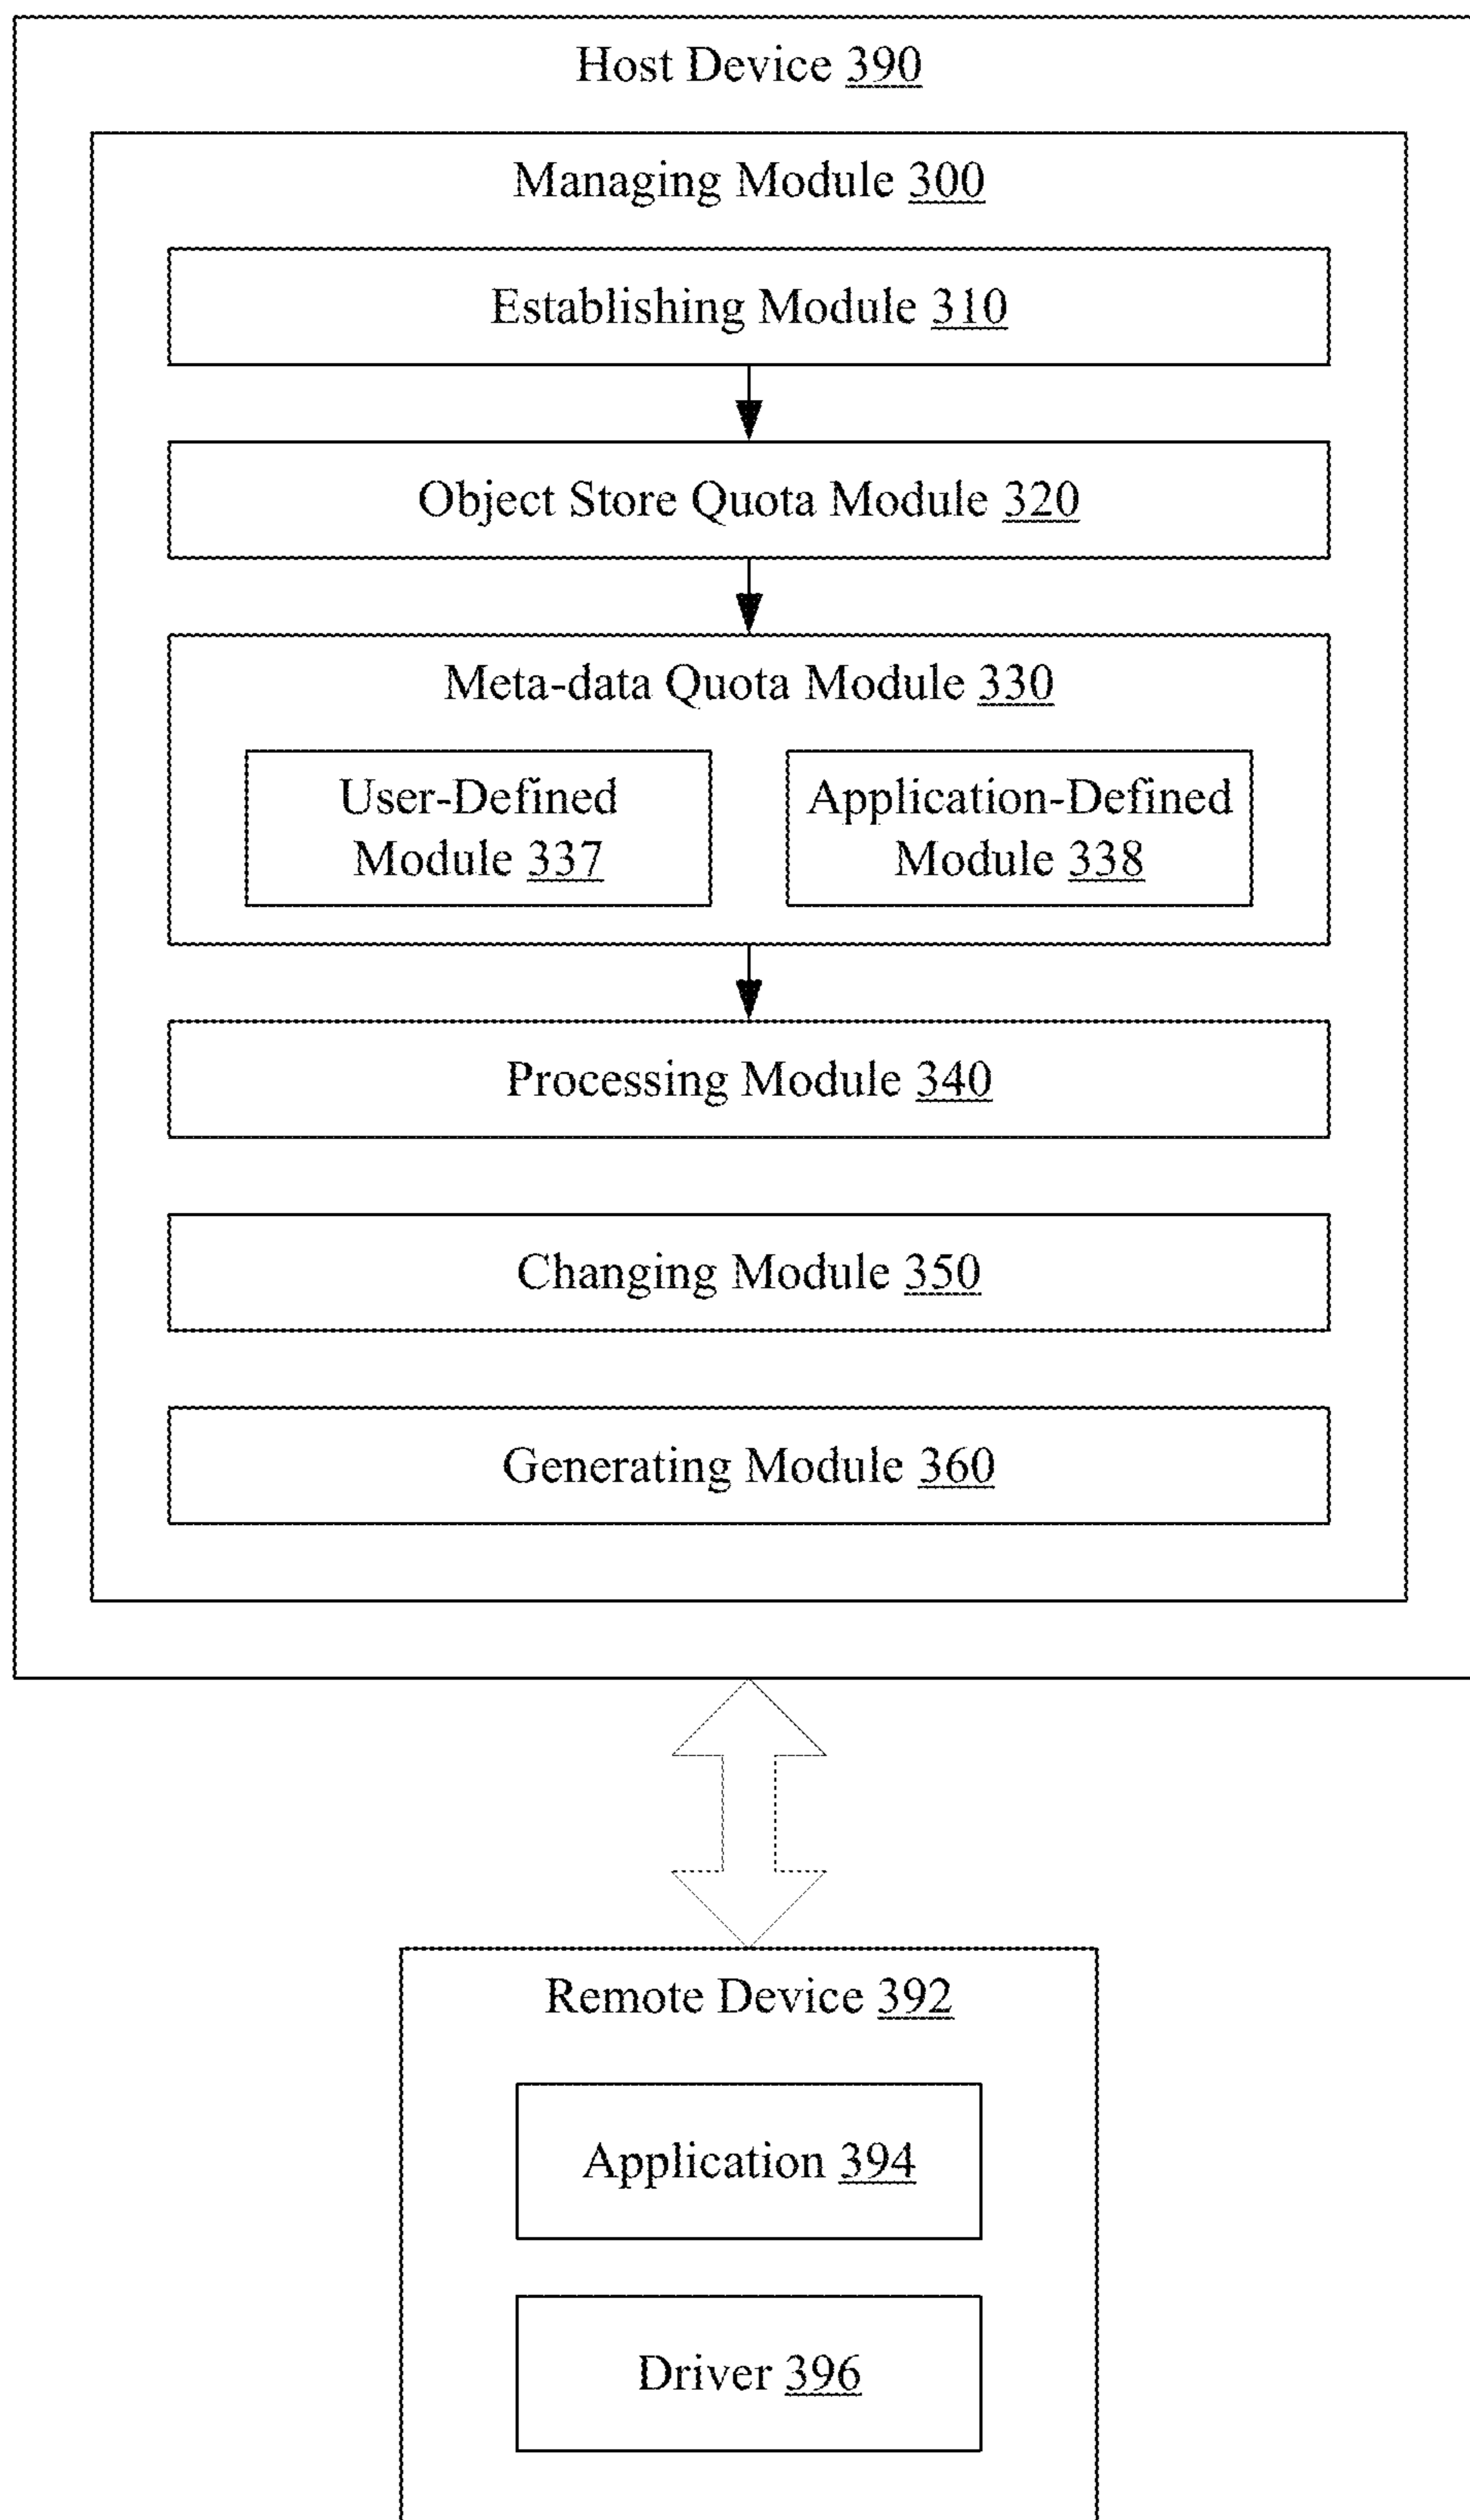 Host Device 390
Managing Module 300
Establishing Module 310
Object Store Quota Module 320
Meta-data Quota Module 330
User-Defined
Module 337
Application-Defined
Module 338
Processing Module 340
Changing Module 350
Generating Module 360
Remote Device 392
Application 394
Driver 396